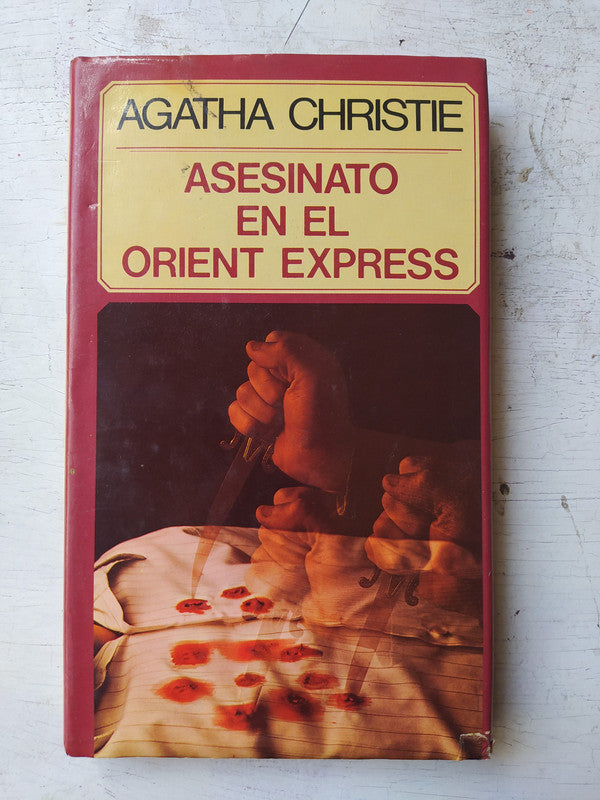 AGATHA CHRISTIE
ASESINATO
EN EL
ORIENT EXPRESS